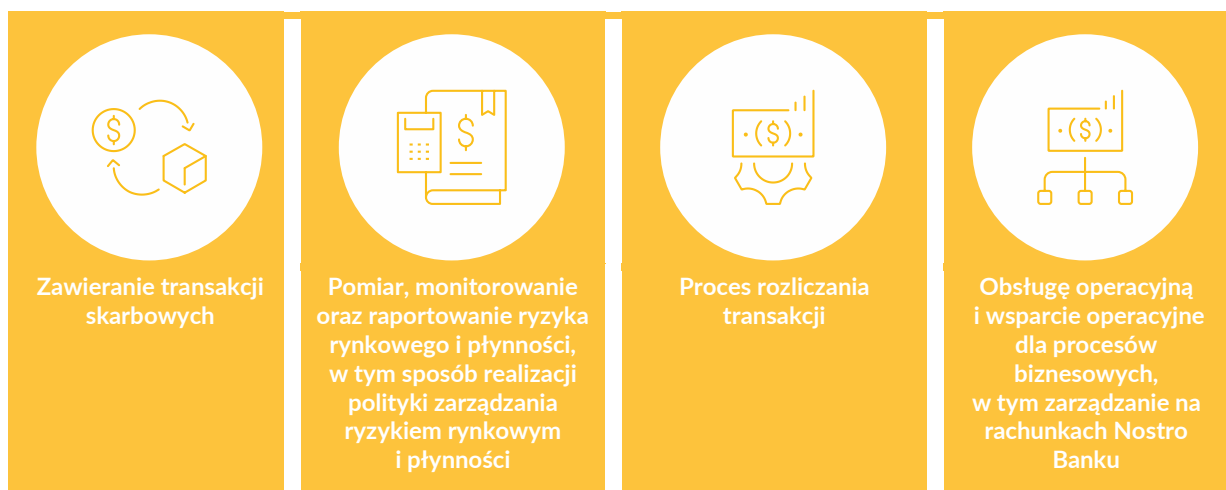 Zawieranie transakcji
skarbowych
Pomiar, monitorowanie
oraz raportowanie ryzyka
rynkowego i płynności,
w tym sposób realizacji
polityki zarządzania
ryzykiem rynkowym
i płynności
Proces rozliczania
transakcji
Obsługę operacyjną
i wsparcie operacyjne
dla procesów
biznesowych,
w tym zarządzanie na
rachunkach Nostro
Banku